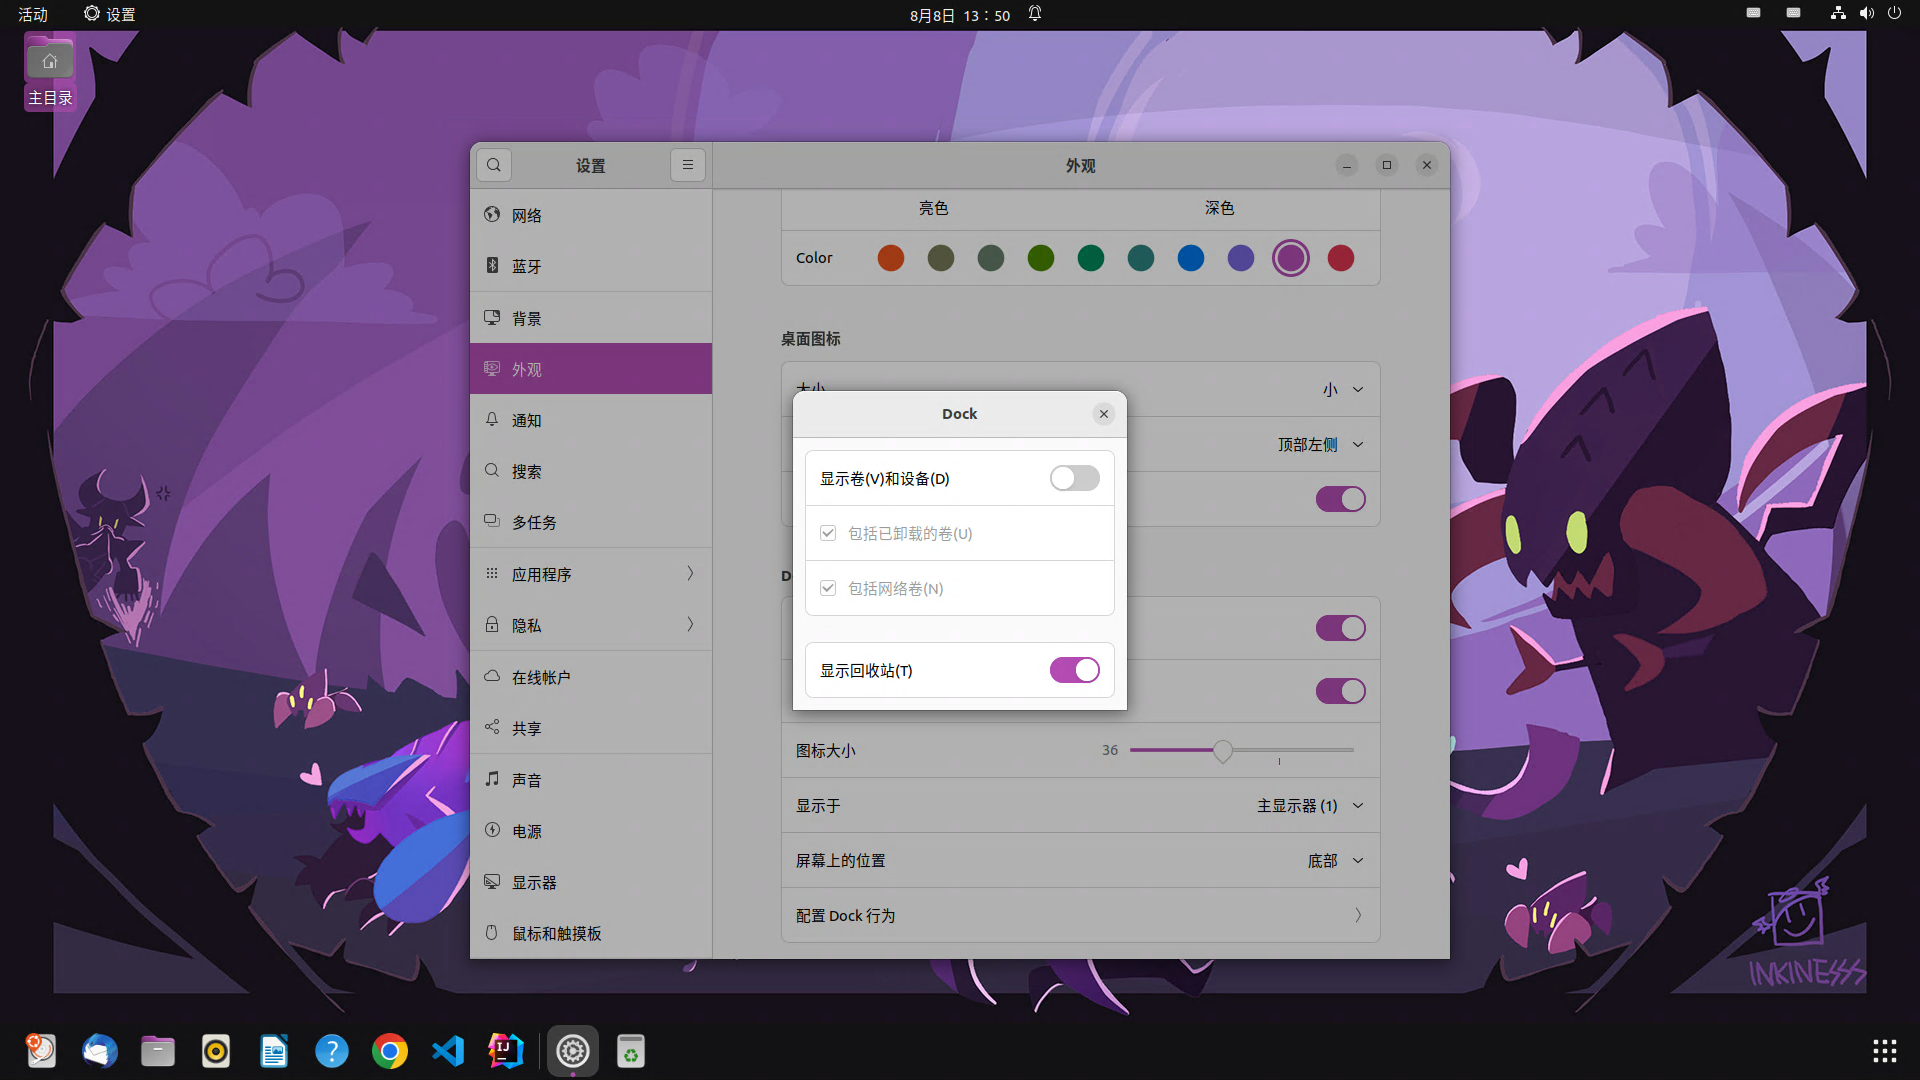 活动
设置
8月8日 13：50
主目录
设置
外观
网络
蓝牙
背景
外观
通知
搜索
多任务
应用程序
隐私
在线帐户
共享
声音
电源
显示器
鼠标和触摸板
亮色
深色
Color
桌面图标
大小
小
顶部左侧
Dock
显示卷(V)和设备(D)
包括已卸载的卷(U)
包括网络卷(N)
显示回收站(T)
图标大小
36
显示于
主显示器 (1)
屏幕上的位置
底部
配置 Dock 行为
INKINESSS
IJ